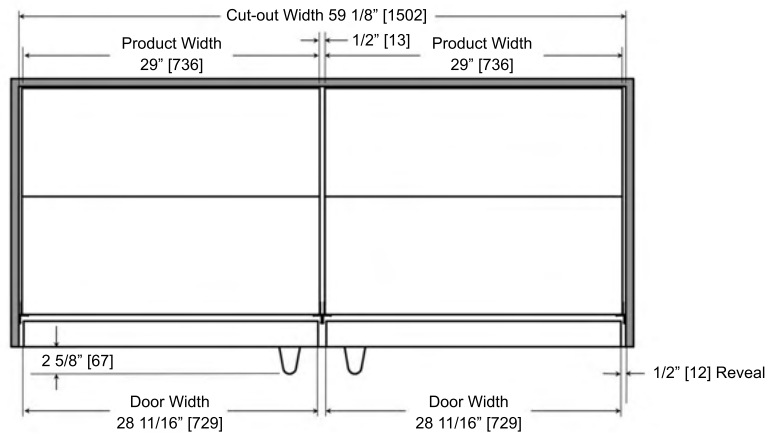 Cut-out Width 59 1/8” [1502]
Product Width
29” [736]
1/2” [13]
Product Width
29” [736]
2 5/8” [67]
1/2” [12] Reveal
Door Width
28 11/16” [729]
Door Width
28 11/16” [729]